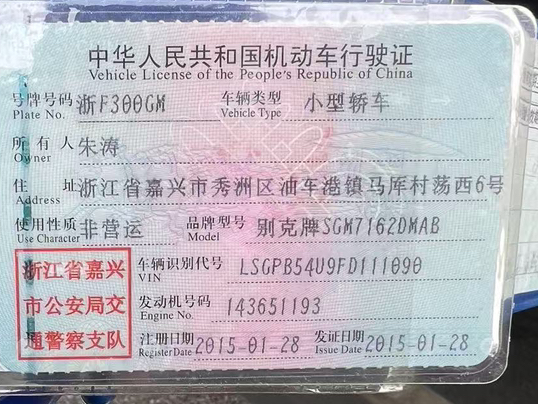 中华人民共和国机动车行驶证
Vehicle License of the People's Republic of China
号牌号码 浙F300GM 车辆类型 小型轿车
Plate No. Vehicle Type
所有人 朱涛
Owner
住址 浙江省嘉兴市秀洲区油车港镇马厍村荡西6号
Address
使用性质 非营运 品牌型号 别克牌SGM7162DMAB
Use Character Model
浙江省嘉兴
市公安局交
通警察支队
车辆识别代号 LSGPB54U9FD111090
VIN
发动机号码 143651193
Engine No.
注册日期 2015-01-28 发证日期 2015-01-28
Register Date Issue Date